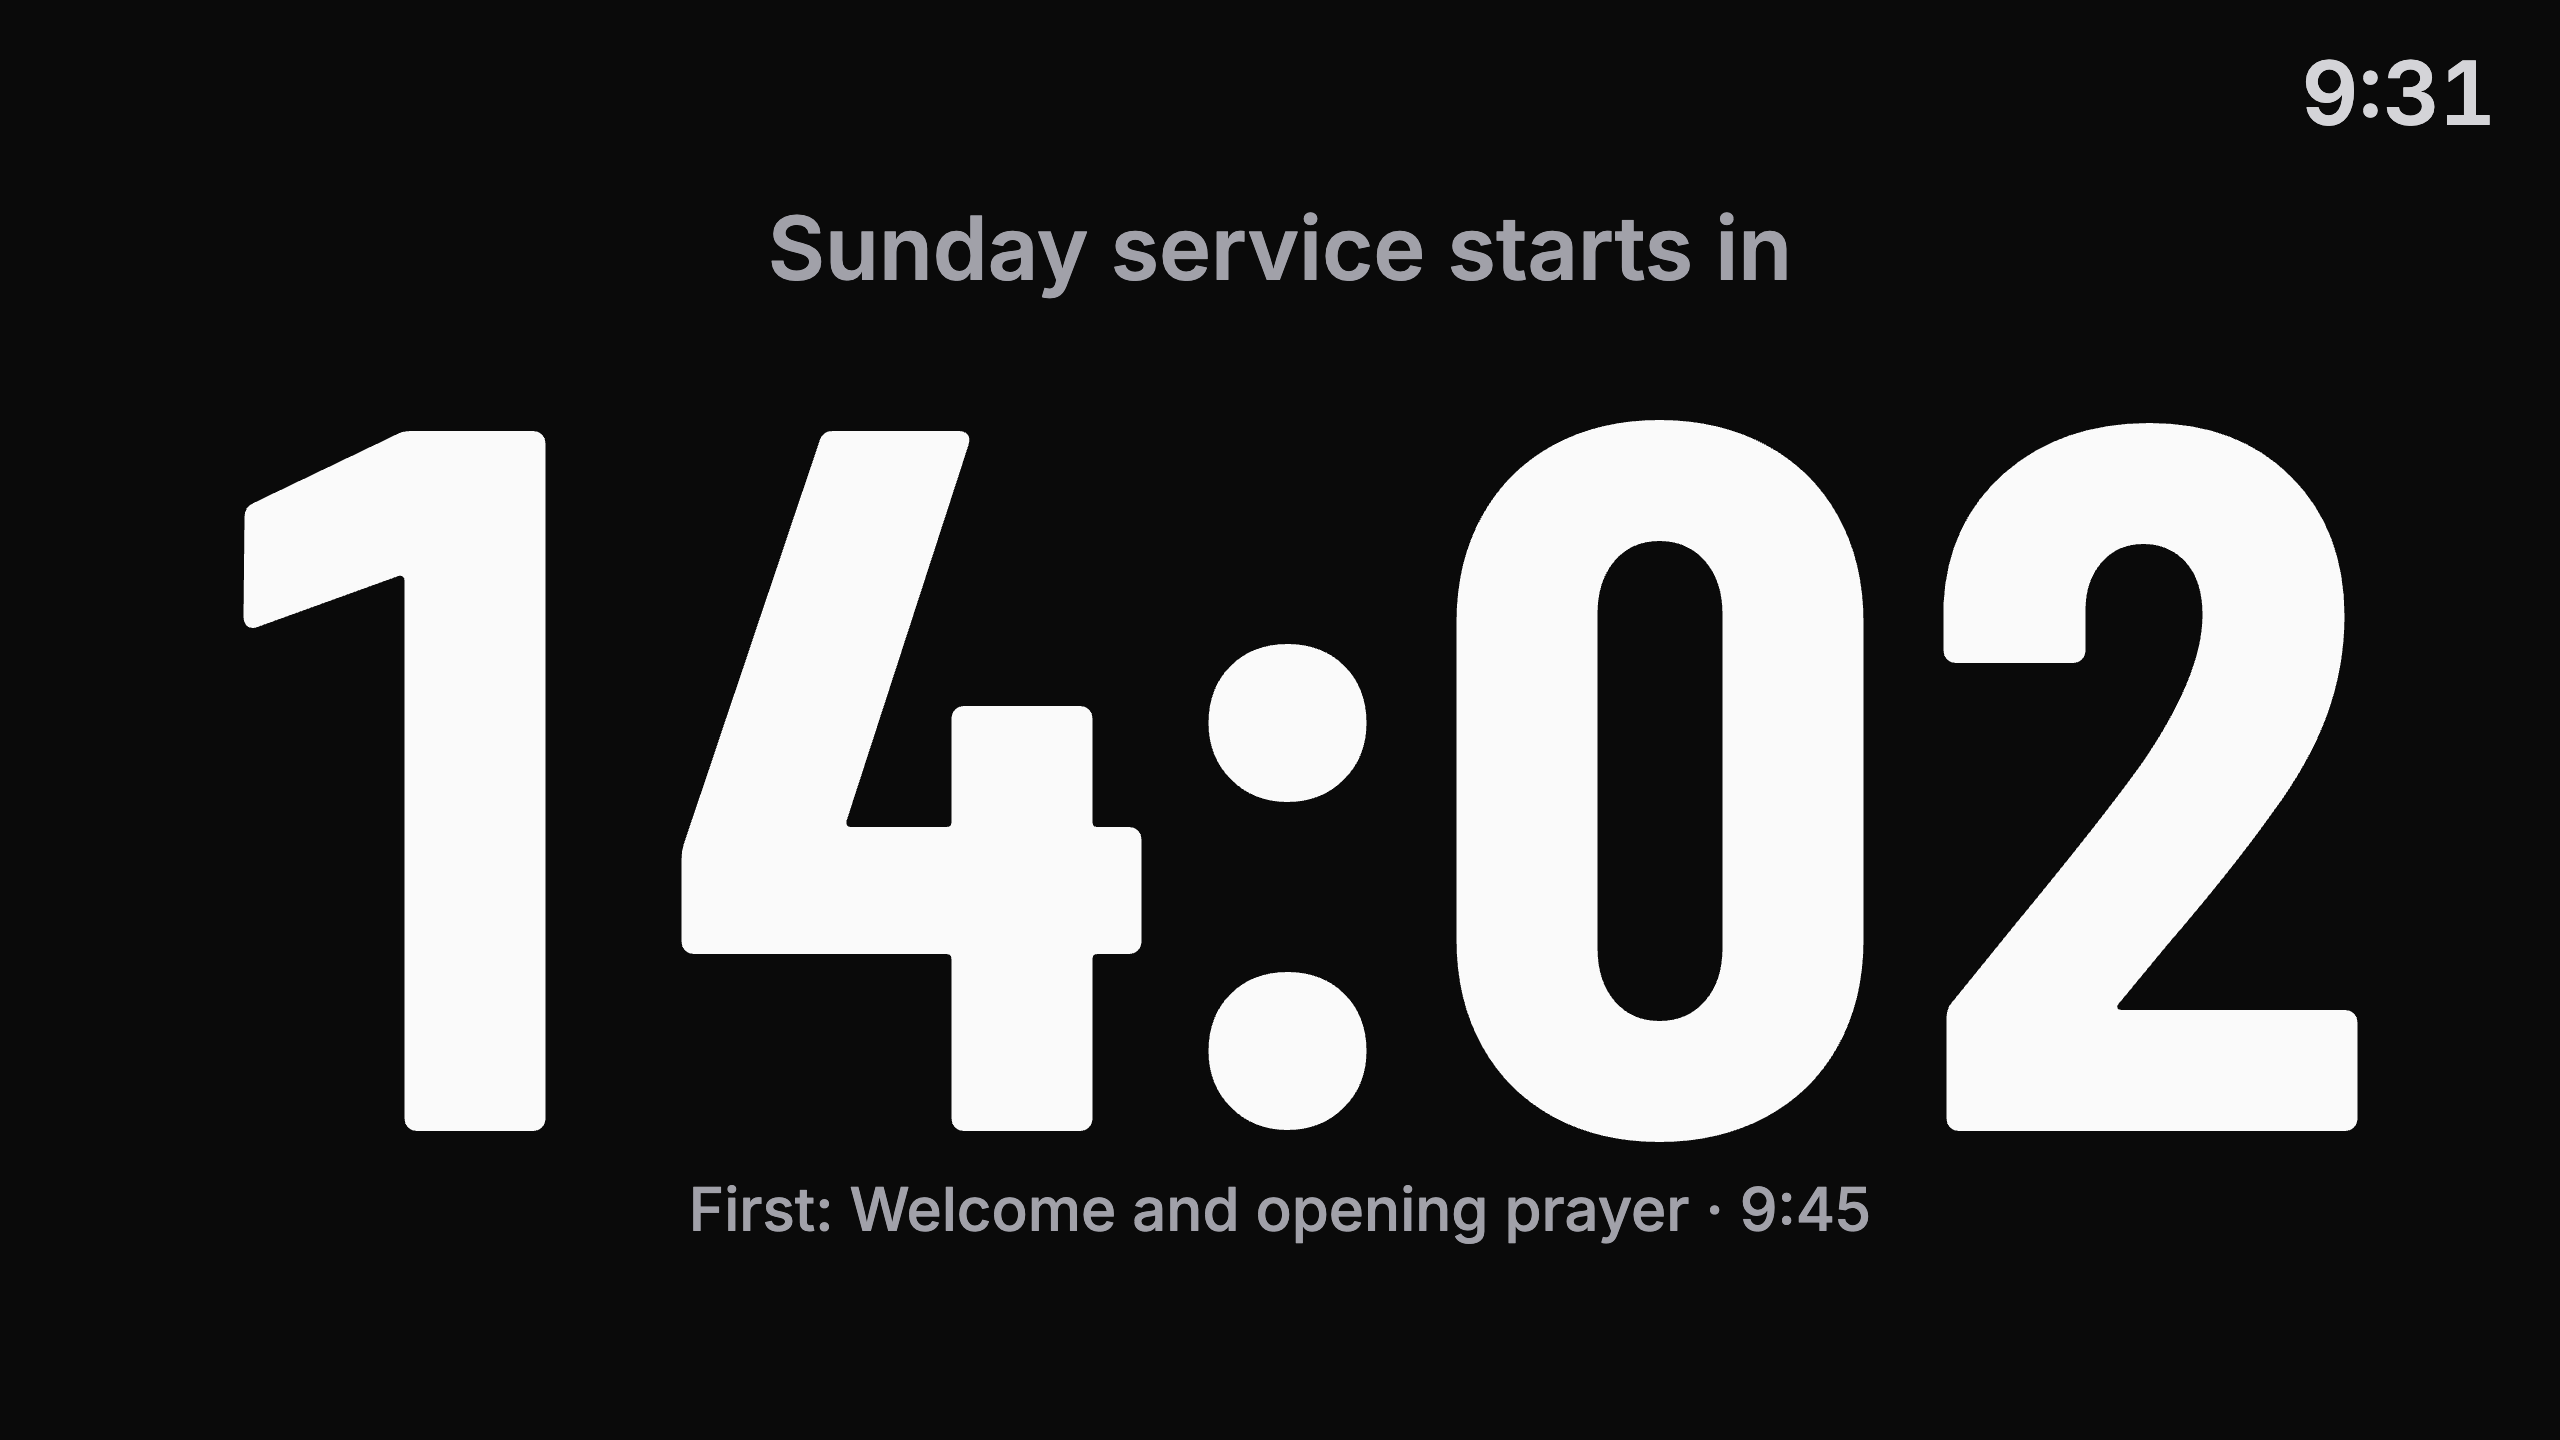 9:31
Sunday service starts in
14:02
First: Welcome and opening prayer · 9:45